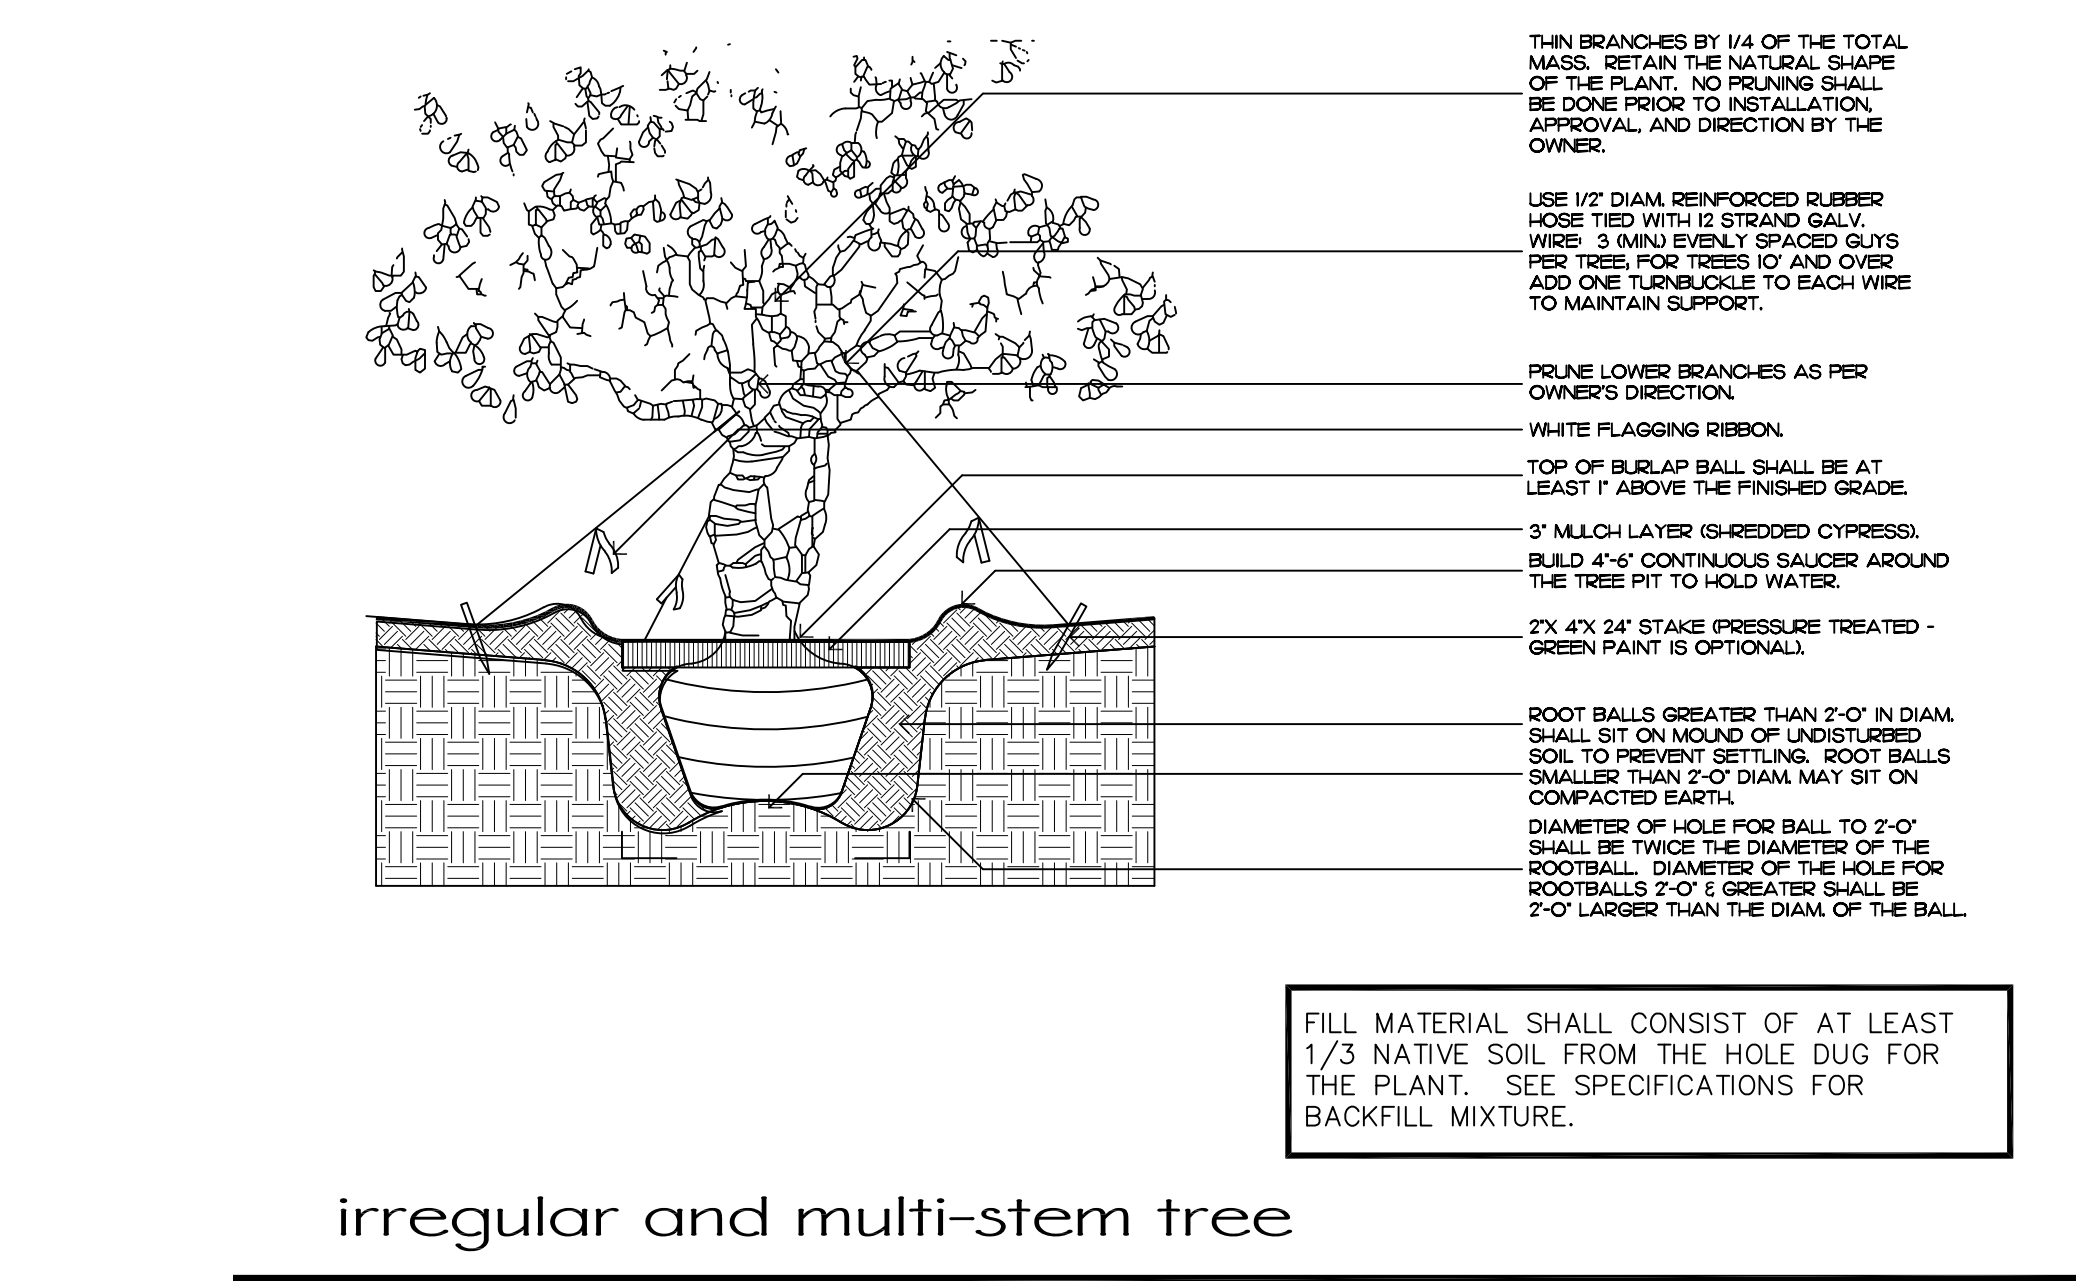 THIN BRANCHES BY 1/4 OF THE TOTAL
MASS. RETAIN THE NATURAL SHAPE
OF THE PLANT. NO PRUNING SHALL
BE DONE PRIOR TO INSTALLATION,
APPROVAL, AND DIRECTION BY THE
OWNER.
USE 1/2" DIAM. REINFORCED RUBBER
HOSE TIED WITH 12 STRAND GALV.
WIRE: 3 (MIN.) EVENLY SPACED GUYS
PER TREE; FOR TREES 10' AND OVER
ADD ONE TURNBUCKLE TO EACH WIRE
TO MAINTAIN SUPPORT.
PRUNE LOWER BRANCHES AS PER
OWNER'S DIRECTION.
WHITE FLAGGING RIBBON.
TOP OF BURLAP BALL SHALL BE AT
LEAST 1" ABOVE THE FINISHED GRADE.
3" MULCH LAYER (SHREDDED CYPRESS).
BUILD 4"-6" CONTINUOUS SAUCER AROUND
THE TREE PIT TO HOLD WATER.
2"X 4"X 24" STAKE (PRESSURE TREATED -
GREEN PAINT IS OPTIONAL).
ROOT BALLS GREATER THAN 2'-0" IN DIAM.
SHALL SIT ON MOUND OF UNDISTURBED
SOIL TO PREVENT SETTLING. ROOT BALLS
SMALLER THAN 2'-0" DIAM. MAY SIT ON
COMPACTED EARTH.
DIAMETER OF HOLE FOR BALL TO 2'-0"
SHALL BE TWICE THE DIAMETER OF THE
ROOTBALL. DIAMETER OF THE HOLE FOR
ROOTBALLS 2'-0" & GREATER SHALL BE
2'-0" LARGER THAN THE DIAM. OF THE BALL.
FILL MATERIAL SHALL CONSIST OF AT LEAST
1/3 NATIVE SOIL FROM THE HOLE DUG FOR
THE PLANT. SEE SPECIFICATIONS FOR
BACKFILL MIXTURE.
irregular and multi-stem tree